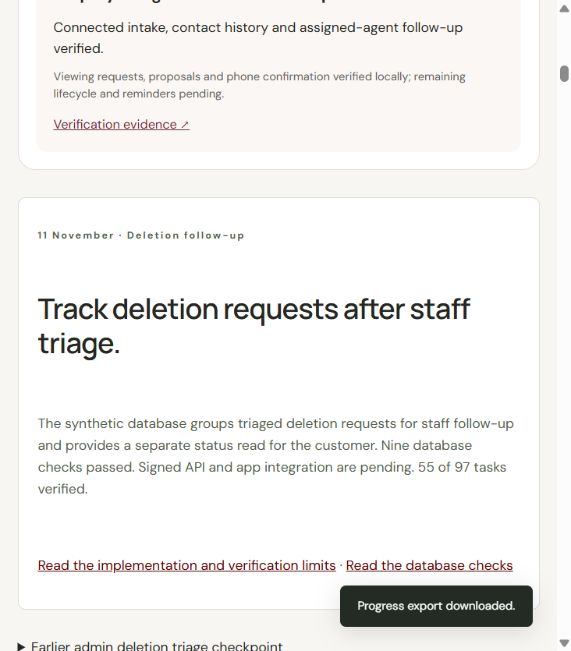 Connected intake, contact history and assigned-agent follow-up
verified.
Viewing requests, proposals and phone confirmation verified locally; remaining
lifecycle and reminders pending.
Verification evidence ↗
11 November · Deletion follow-up
Track deletion requests after staff
triage.
The synthetic database groups triaged deletion requests for staff follow-up
and provides a separate status read for the customer. Nine database
checks passed. Signed API and app integration are pending. 55 of 97 tasks
verified.
Read the implementation and verification limits · Read the database checks
Progress export downloaded.
▶ Earlier admin deletion triage checkpoint